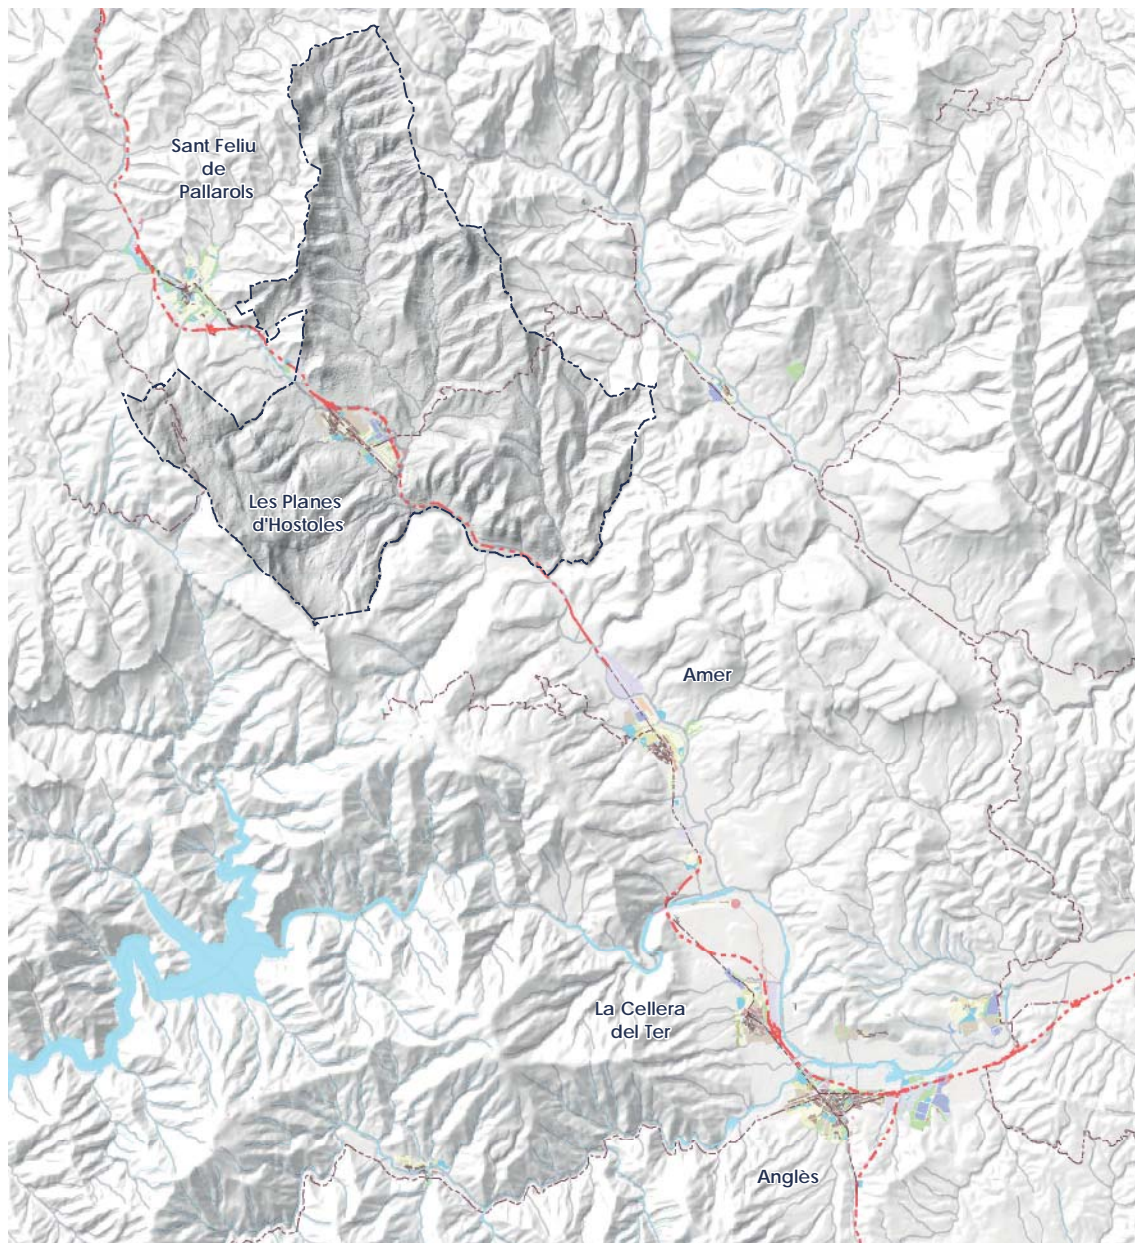 Sant Feliu
de
Pallarols
Les Planes
d'Hostoles
Amer
La Cellera
del Ter
Anglès